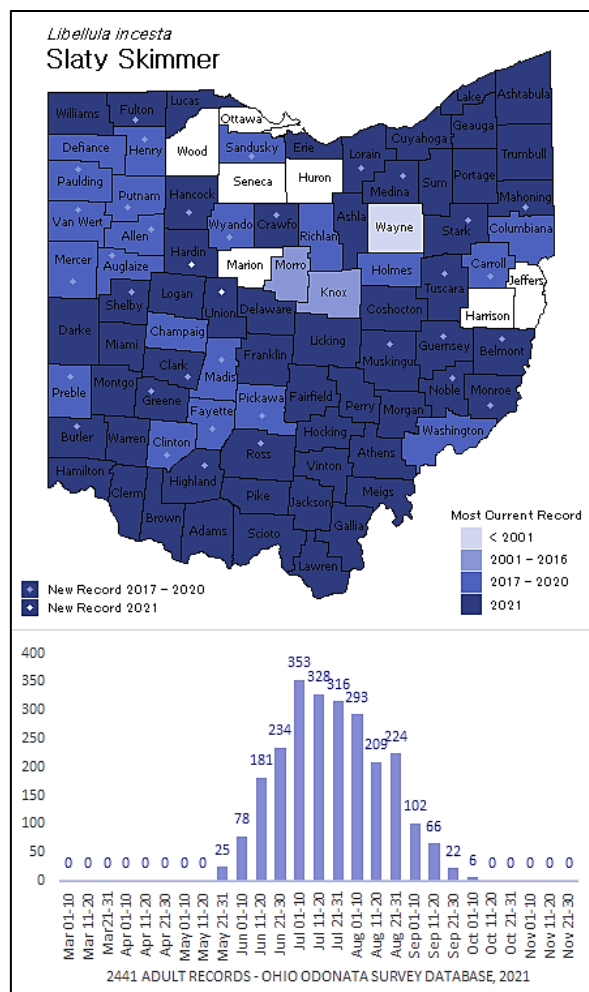 Libellula incesta
Slaty Skimmer
Williams Fulton Lucas Ottawa Lake Ashtabula
Defiance Henry Wood Sandusky Erie Lorain Cuyahoga Geauga Trumbull
Paulding Putnam Hancock Seneca Huron Medina Sum Portage Mahoning
Van Wert Allen Wyando Crawfo Richlan Ashla Wayne Stark Columbiana
Mercer Auglaize Hardin Marion Morro Knox Holmes Tuscara Carroll Jeffers
Shelby Logan Union Delaware Coshocton Harrison
Darke Miami Champaig Licking Muskingu Guernsey Belmont
Preble Montgo Clark Madis Franklin Fairfield Perry Morgan Noble Monroe
Greene Fayette Pickawa Hocking Washington
Butler Warren Clinton Ross Vinton Athens
Hamilton Clerm Highland Pike Jackson Meigs
Brown Adams Scioto Gallia
Lawren
Most Current Record
< 2001
2001 - 2016
2017 - 2020
2021
New Record 2017 - 2020
New Record 2021
400
350
300
250
200
150
100
50
0
0 0 0 0 0 0 0 0 25 78 181 234 353 328 316 293 209 224 102 66 22 6 0 0 0 0 0
Mar 01-10
Mar 11-20
Mar 21-31
Apr 01-10
Apr 11-20
Apr 21-30
May 01-10
May 11-20
May 21-31
Jun 01-10
Jun 11-20
Jun 21-30
Jul 01-10
Jul 11-20
Jul 21-31
Aug 01-10
Aug 11-20
Aug 21-31
Sep 01-10
Sep 11-20
Sep 21-30
Oct 01-10
Oct 11-20
Oct 21-31
Nov 01-10
Nov 11-20
Nov 21-30
2441 ADULT RECORDS - OHIO ODONATA SURVEY DATABASE, 2021